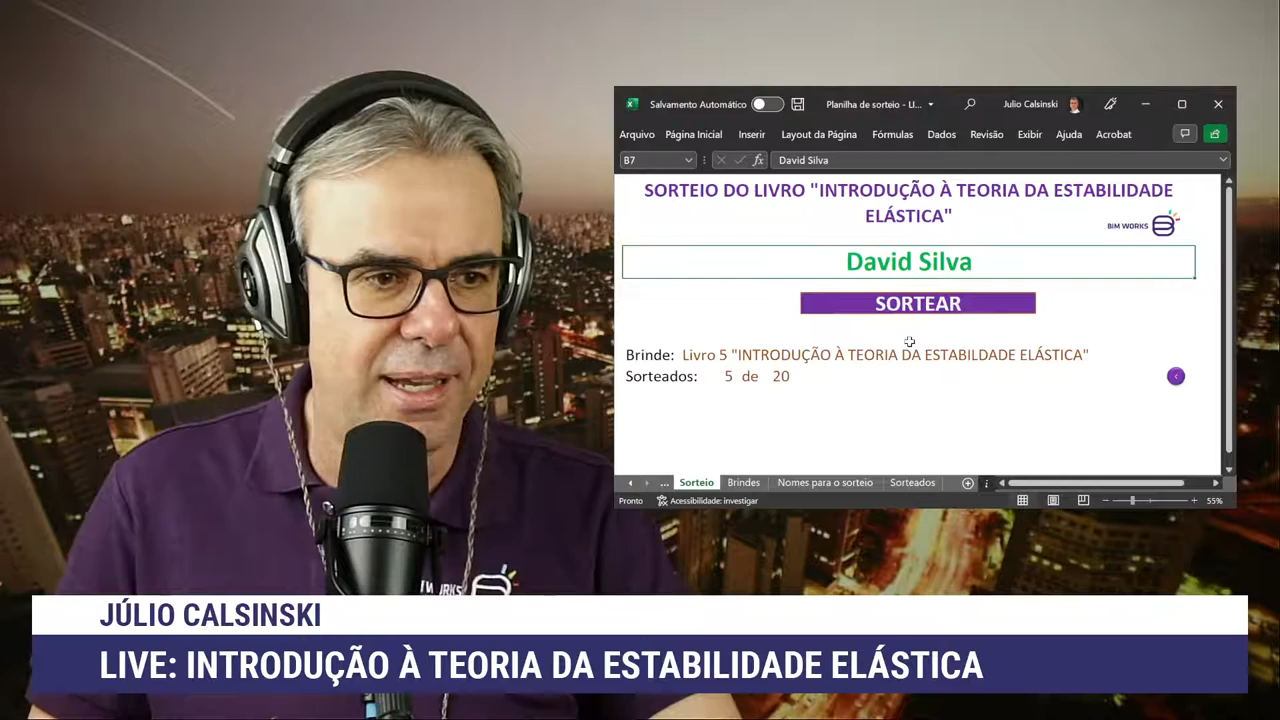 Salvamento Automático
Planilha de sorteio - LI...
Julio Calsinski
Arquivo Página Inicial Inserir Layout da Página Fórmulas Dados Revisão Exibir Ajuda Acrobat
B7 fx David Silva
SORTEIO DO LIVRO "INTRODUÇÃO À TEORIA DA ESTABILIDADE
ELÁSTICA"
BIM WORKS
David Silva
SORTEAR
Brinde: Livro 5 "INTRODUÇÃO À TEORIA DA ESTABILDADE ELÁSTICA"
Sorteados: 5 de 20
... Sorteio Brindes Nomes para o sorteio Sorteados
Pronto Acessibilidade: investigar 55%
JÚLIO CALSINSKI
LIVE: INTRODUÇÃO À TEORIA DA ESTABILIDADE ELÁSTICA